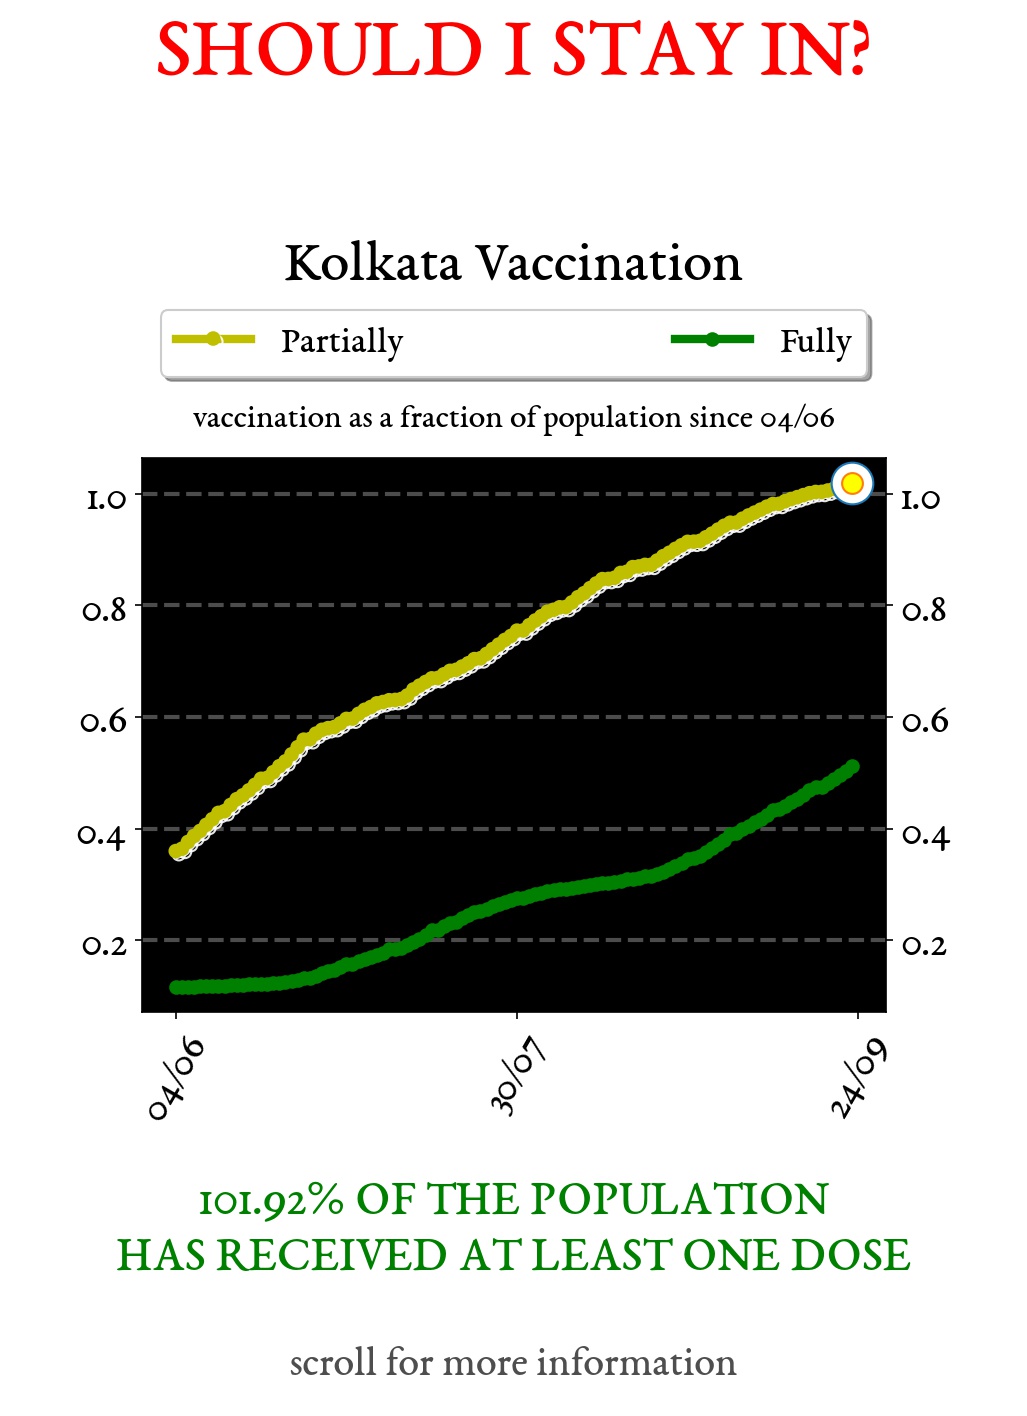 SHOULD I STAY IN?
Kolkata Vaccination
Partially Fully
vaccination as a fraction of population since 04/06
1.0 1.0
0.8 0.8
0.6 0.6
0.4 0.4
0.2 0.2
04/06 30/07 24/09
101.92% OF THE POPULATION
HAS RECEIVED AT LEAST ONE DOSE
scroll for more information